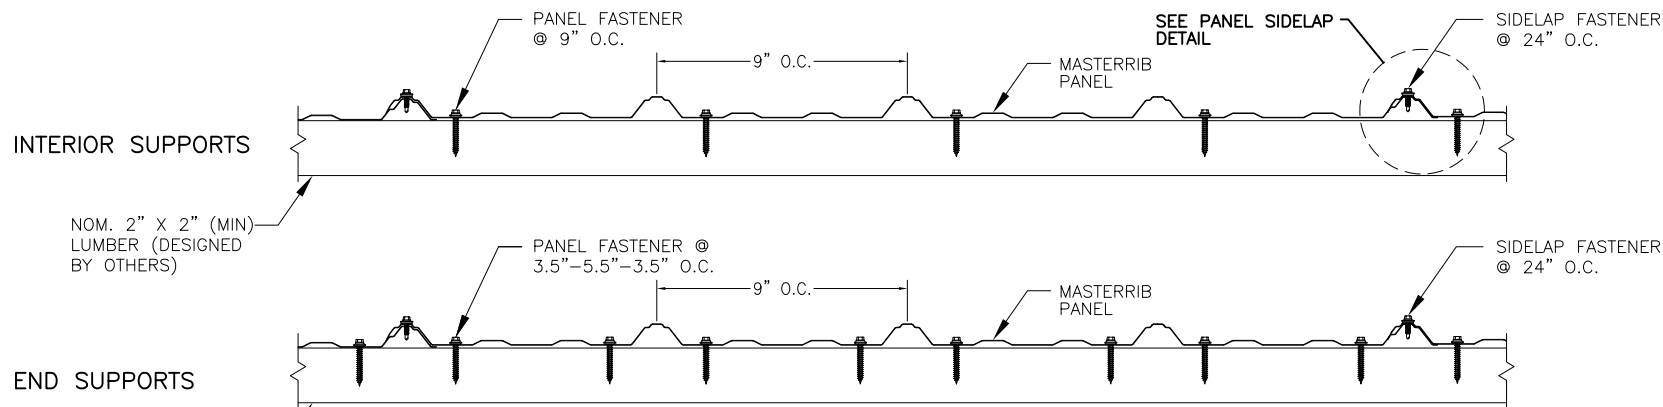 PANEL FASTENER
@ 9" O.C.
SEE PANEL SIDELAP
DETAIL
SIDELAP FASTENER
@ 24" O.C.
9" O.C.
MASTERRIB
PANEL
INTERIOR SUPPORTS
NOM. 2" X 2" (MIN)
LUMBER (DESIGNED
BY OTHERS)
PANEL FASTENER @
3.5"–5.5"–3.5" O.C.
SIDELAP FASTENER
@ 24" O.C.
9" O.C.
MASTERRIB
PANEL
END SUPPORTS